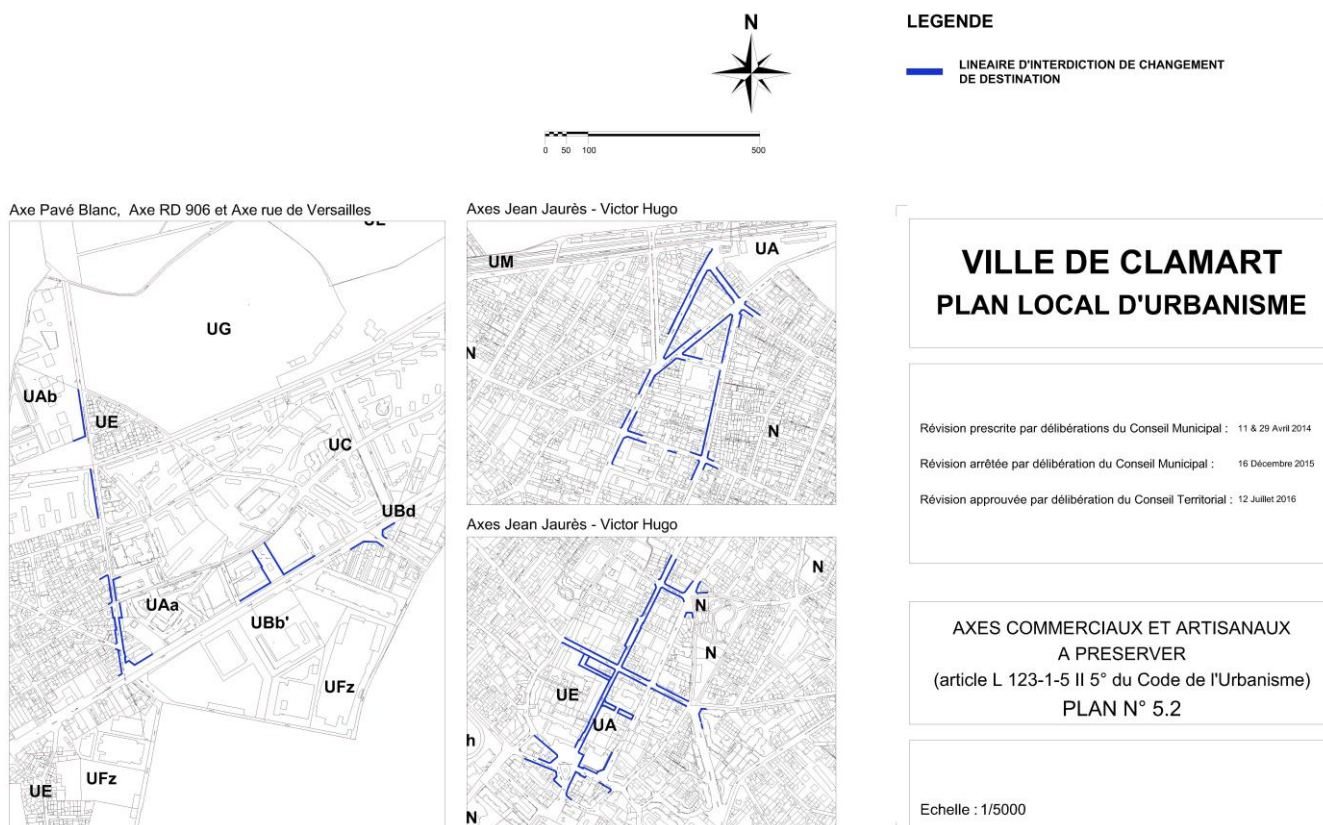 N
0 50 100 500
LEGENDE
LINEAIRE D'INTERDICTION DE CHANGEMENT
DE DESTINATION
Axe Pavé Blanc, Axe RD 906 et Axe rue de Versailles
UG
UAb
UE
UC
UBd
UAa
UBb'
UFz
UFz
UE
Axes Jean Jaurès - Victor Hugo
UM
UA
N
N
Axes Jean Jaurès - Victor Hugo
N
N
N
UE
UA
h
N
VILLE DE CLAMART
PLAN LOCAL D'URBANISME
Révision prescrite par délibérations du Conseil Municipal : 11 & 29 Avril 2014
Révision arrêtée par délibération du Conseil Municipal : 16 Décembre 2015
Révision approuvée par délibération du Conseil Territorial : 12 Juillet 2016
AXES COMMERCIAUX ET ARTISANAUX
A PRESERVER
(article L 123-1-5 II 5° du Code de l'Urbanisme)
PLAN N° 5.2
Echelle : 1/5000